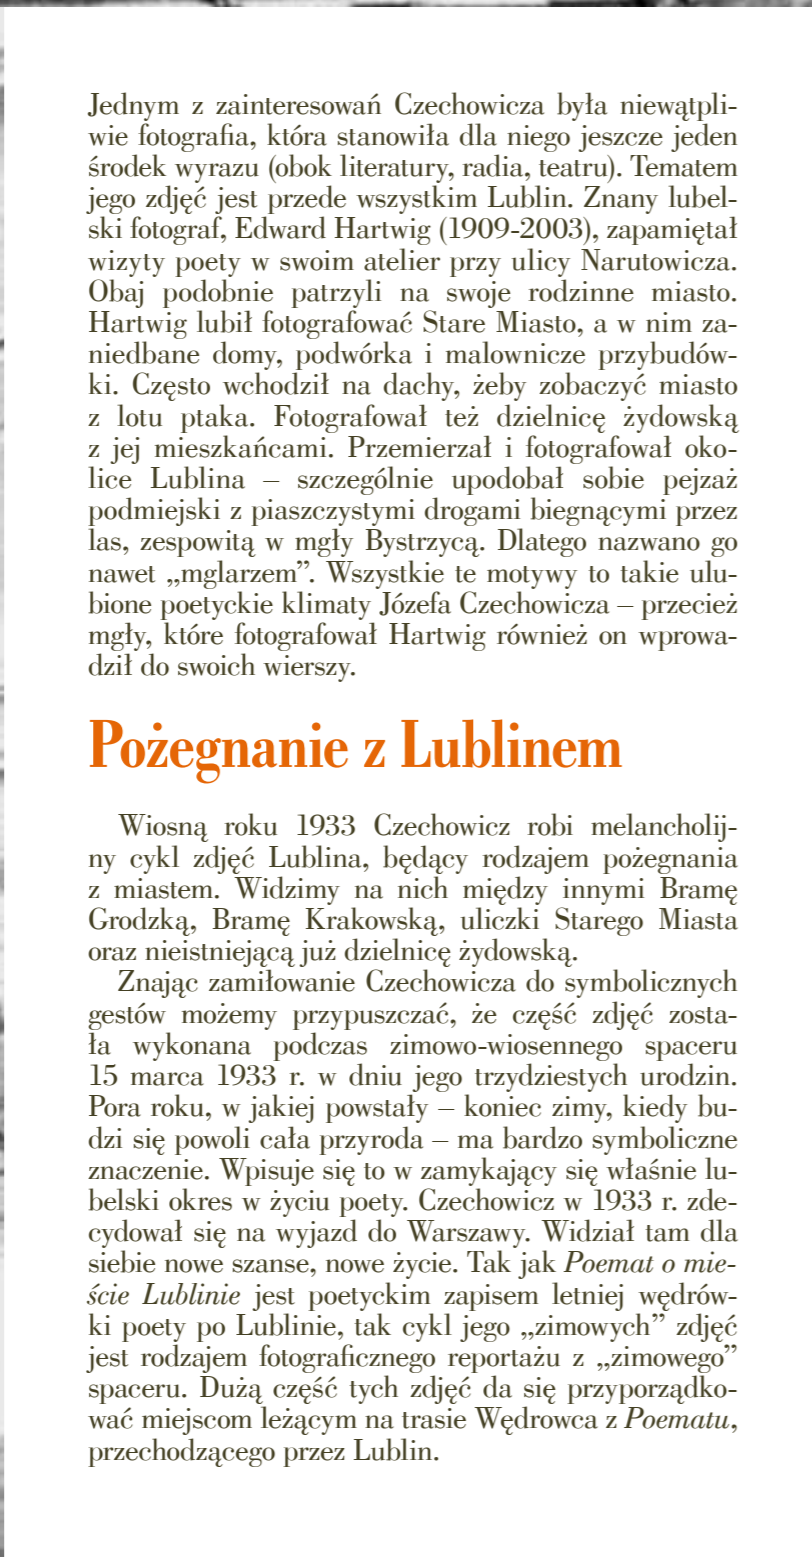 Jednym z zainteresowań Czechowicza była niewątpli-
wie fotografia, która stanowiła dla niego jeszcze jeden
środek wyrazu (obok literatury, radia, teatru). Tematem
jego zdjęć jest przede wszystkim Lublin. Znany lubel-
ski fotograf, Edward Hartwig (1909-2003), zapamiętał
wizyty poety w swoim atelier przy ulicy Narutowicza.
Obaj podobnie patrzyli na swoje rodzinne miasto.
Hartwig lubił fotografować Stare Miasto, a w nim za-
niedbane domy, podwórka i malownicze przybudów-
ki. Często wchodził na dachy, żeby zobaczyć miasto
z lotu ptaka. Fotografował też dzielnicę żydowską
z jej mieszkańcami. Przemierzał i fotografował oko-
lice Lublina – szczególnie upodobał sobie pejzaż
podmiejski z piaszczystymi drogami biegnącymi przez
las, zespowitą w mgły Bystrzycą. Dlatego nazwano go
nawet „mglarzem”. Wszystkie te motywy to takie ulu-
bione poetyckie klimaty Józefa Czechowicza – przecież
mgły, które fotografował Hartwig również on wprowa-
dził do swoich wierszy.
Pożegnanie z Lublinem
Wiosną roku 1933 Czechowicz robi melancholij-
ny cykl zdjęć Lublina, będący rodzajem pożegnania
z miastem. Widzimy na nich między innymi Bramę
Grodzką, Bramę Krakowską, uliczki Starego Miasta
oraz nieistniejącą już dzielnicę żydowską.
Znając zamiłowanie Czechowicza do symbolicznych
gestów możemy przypuszczać, że część zdjęć zosta-
ła wykonana podczas zimowo-wiosennego spaceru
15 marca 1933 r. w dniu jego trzydziestych urodzin.
Pora roku, w jakiej powstały – koniec zimy, kiedy bu-
dzi się powoli cała przyroda – ma bardzo symboliczne
znaczenie. Wpisuje się to w zamykający się właśnie lu-
belski okres w życiu poety. Czechowicz w 1933 r. zde-
cydował się na wyjazd do Warszawy. Widział tam dla
siebie nowe szanse, nowe życie. Tak jak Poemat o mie-
ście Lublinie jest poetyckim zapisem letniej wędrów-
ki poety po Lublinie, tak cykl jego „zimowych” zdjęć
jest rodzajem fotograficznego reportażu z „zimowego”
spaceru. Dużą część tych zdjęć da się przyporządko-
wać miejscom leżącym na trasie Wędrowca z Poematu,
przechodzącego przez Lublin.